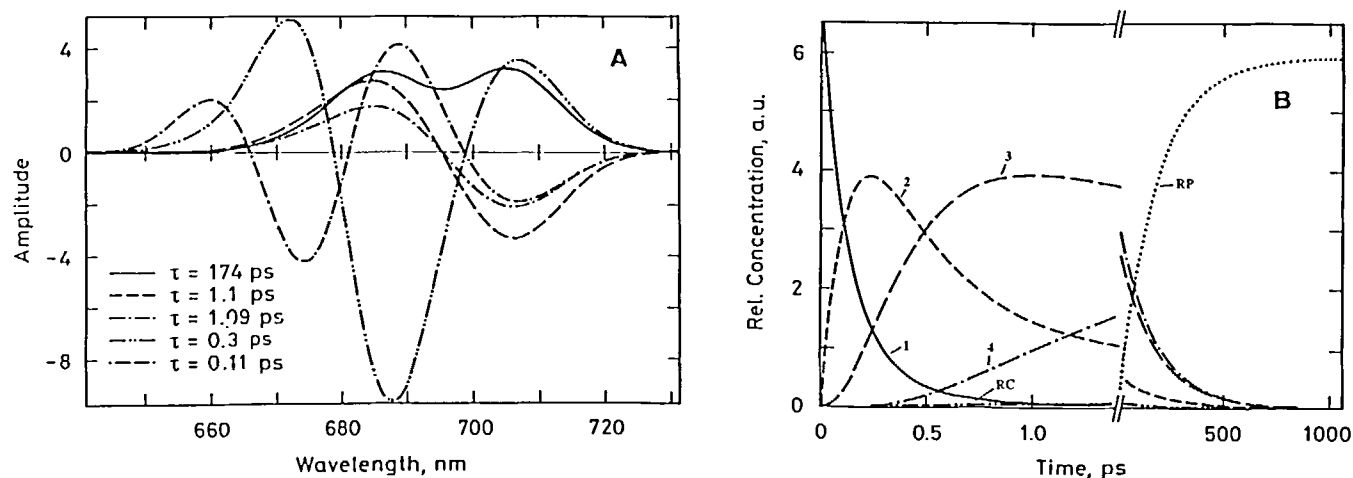 A
4
0
-4
-8
Amplitude
τ = 174 ps
τ = 1.1 ps
τ = 1.09 ps
τ = 0.3 ps
τ = 0.11 ps
660 680 700 720
Wavelength, nm
B
6
4
2
0
Rel. Concentration, a.u.
1
2
3
4
RC
RP
0 0.5 1.0 500 1000
Time, ps